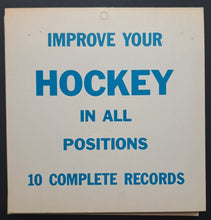 IMPROVE YOUR
HOCKEY
IN ALL
POSITIONS
10 COMPLETE RECORDS